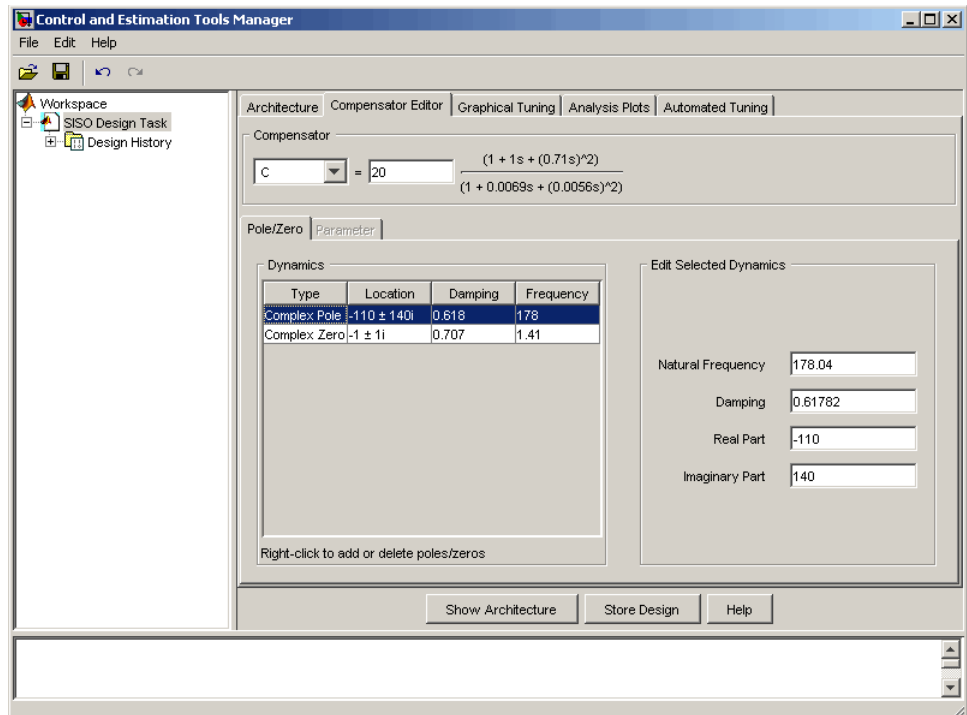 Control and Estimation Tools Manager
File Edit Help
Workspace
SISO Design Task
Design History
Architecture Compensator Editor Graphical Tuning Analysis Plots Automated Tuning
Compensator
C = 20 (1 + 1s + (0.71s)^2)
(1 + 0.0069s + (0.0056s)^2)
Pole/Zero Parameter
Dynamics
Type Location Damping Frequency
Complex Pole -110 ± 140i 0.618 178
Complex Zero -1 ± 1i 0.707 1.41
Right-click to add or delete poles/zeros
Edit Selected Dynamics
Natural Frequency 178.04
Damping 0.61782
Real Part -110
Imaginary Part 140
Show Architecture Store Design Help